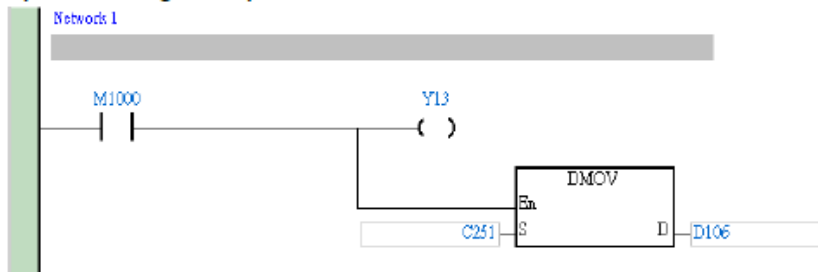 Network 1
M1000 Y13
DMOV
En
C251 S D D106